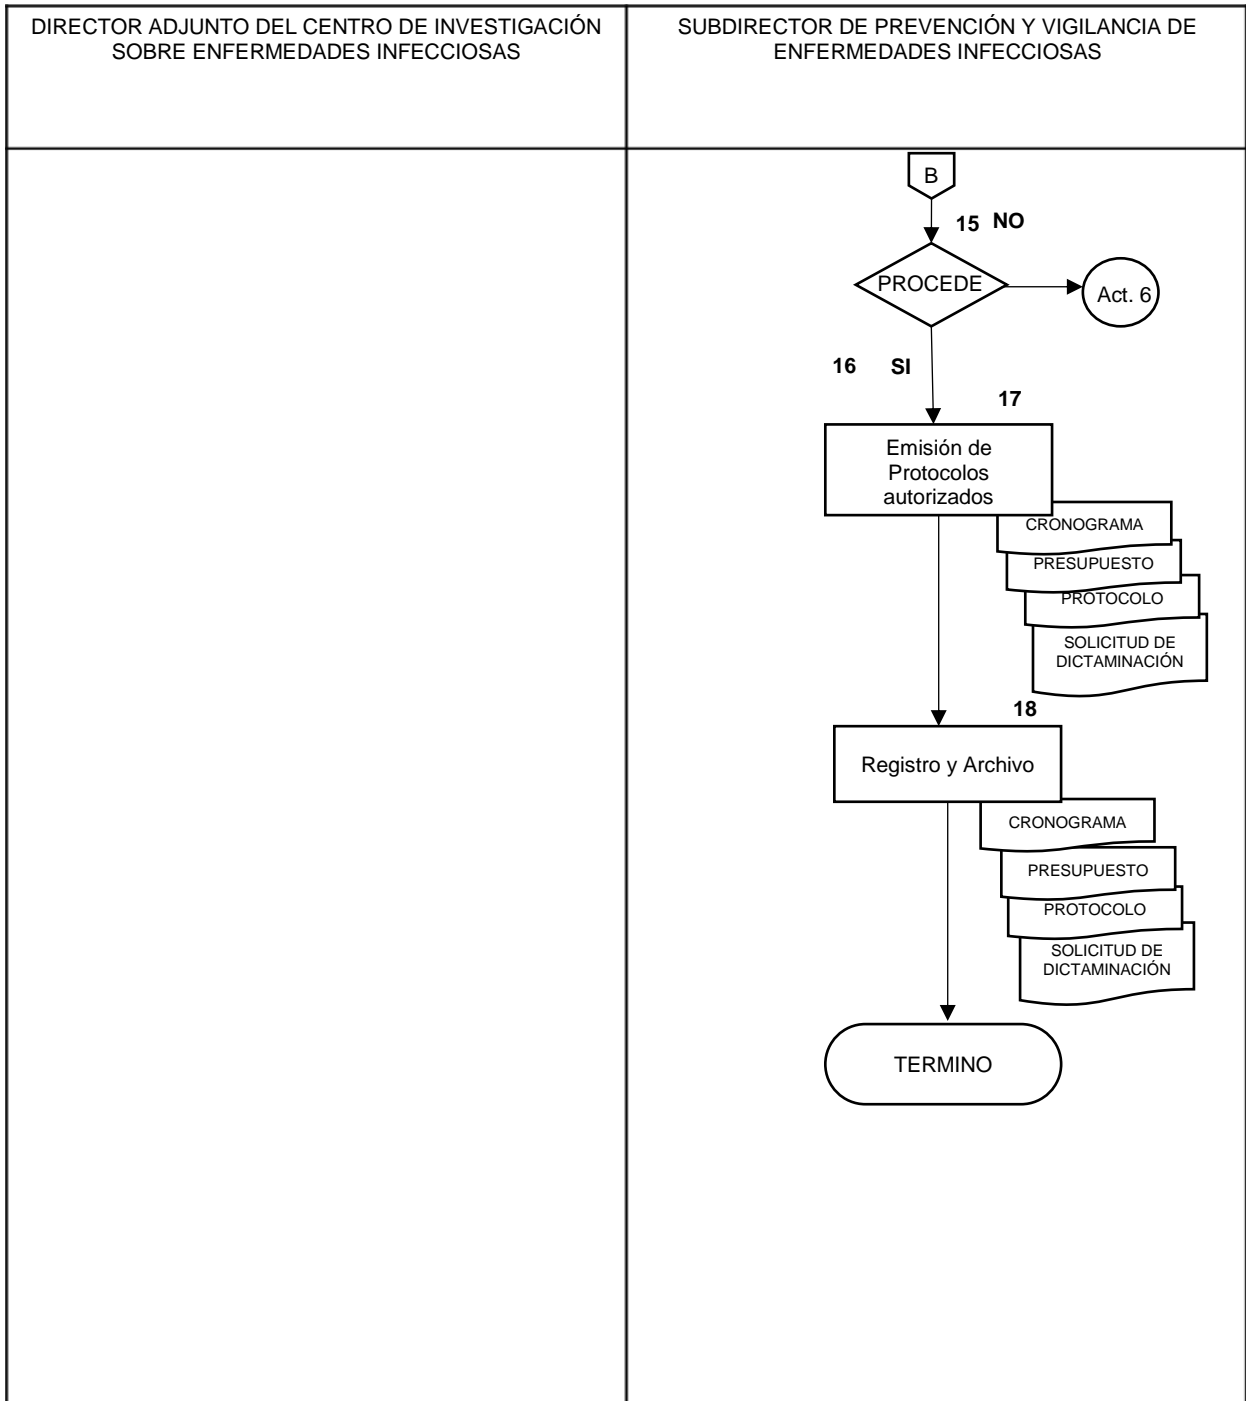 DIRECTOR ADJUNTO DEL CENTRO DE INVESTIGACIÓN
SOBRE ENFERMEDADES INFECCIOSAS
SUBDIRECTOR DE PREVENCIÓN Y VIGILANCIA DE
ENFERMEDADES INFECCIOSAS
B
15 NO
PROCEDE
Act. 6
16 SI
17
Emisión de
Protocolos
autorizados
CRONOGRAMA
PRESUPUESTO
PROTOCOLO
SOLICITUD DE
DICTAMINACIÓN
18
Registro y Archivo
CRONOGRAMA
PRESUPUESTO
PROTOCOLO
SOLICITUD DE
DICTAMINACIÓN
TERMINO